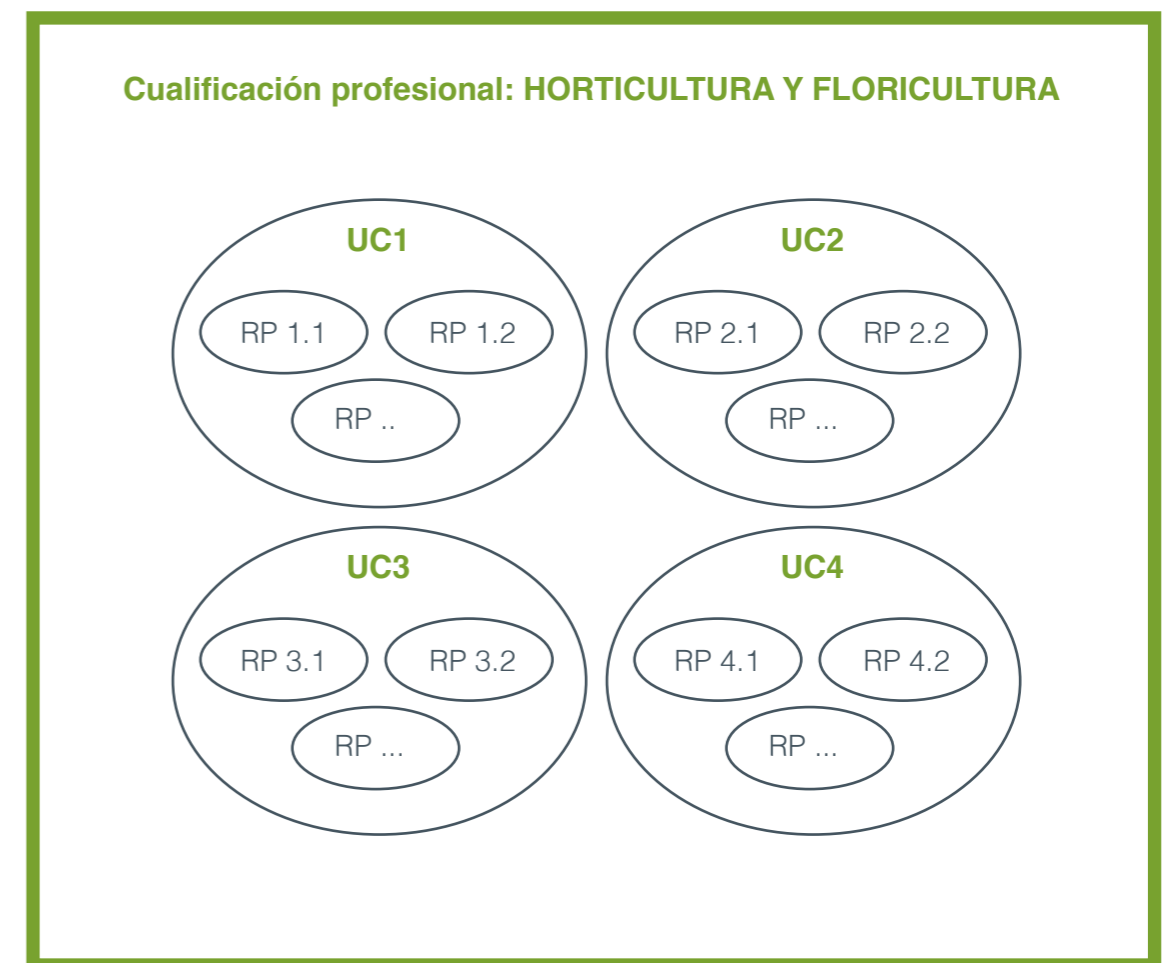 Cualificación profesional: HORTICULTURA Y FLORICULTURA
UC1
RP 1.1
RP 1.2
RP ..
UC2
RP 2.1
RP 2.2
RP ...
UC3
RP 3.1
RP 3.2
RP ...
UC4
RP 4.1
RP 4.2
RP ...